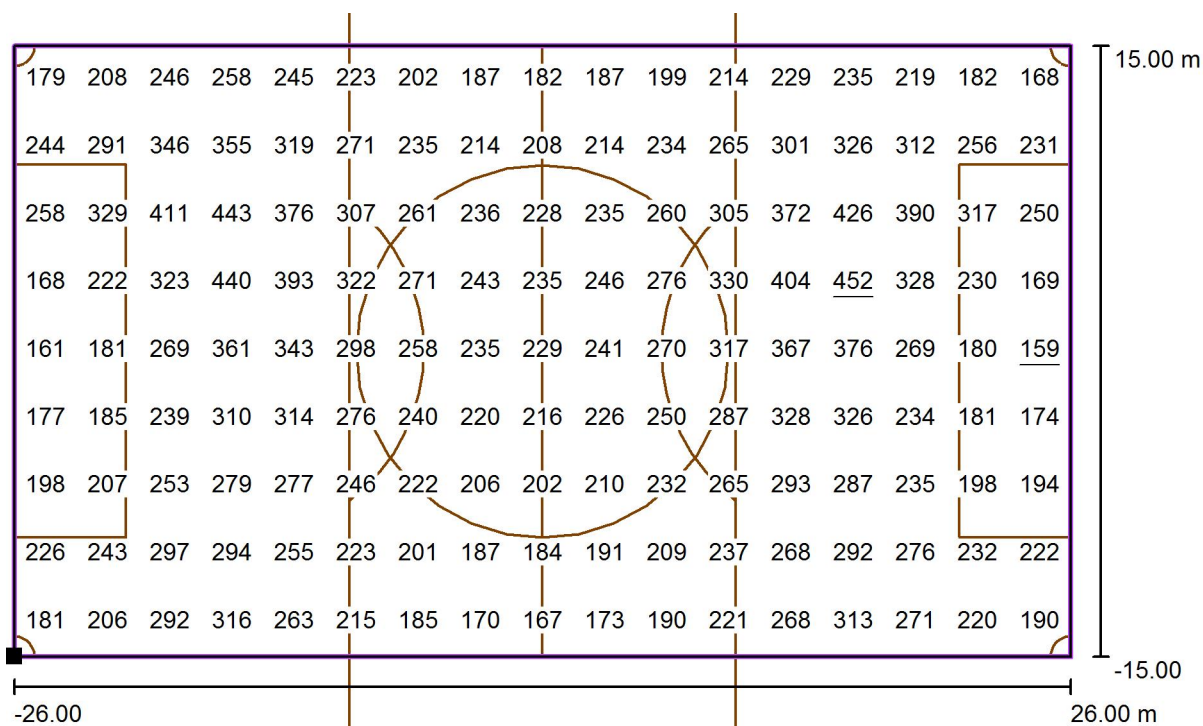 15.00 m
179 208 246 258 245 223 202 187 182 187 199 214 229 235 219 182 168
244 291 346 355 319 271 235 214 208 214 234 265 301 326 312 256 231
258 329 411 443 376 307 261 236 228 235 260 305 372 426 390 317 250
168 222 323 440 393 322 271 243 235 246 276 330 404 452 328 230 169
161 181 269 361 343 298 258 235 229 241 270 317 367 376 269 180 159
177 185 239 310 314 276 240 220 216 226 250 287 328 326 234 181 174
198 207 253 279 277 246 222 206 202 210 232 265 293 287 235 198 194
226 243 297 294 255 223 201 187 184 191 209 237 268 292 276 232 222
181 206 292 316 263 215 185 170 167 173 190 221 268 313 271 220 190
-15.00
-26.00 26.00 m